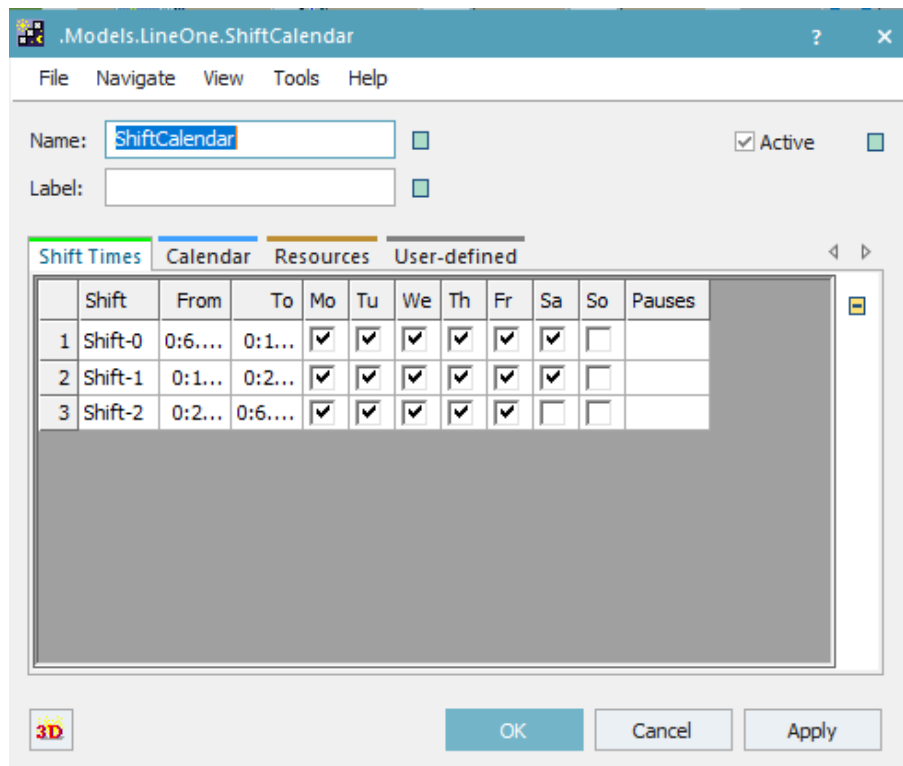 .Models.LineOne.ShiftCalendar ? ×
File Navigate View Tools Help
Name: ShiftCalendar Active
Label:
Shift Times Calendar Resources User-defined
Shift From To Mo Tu We Th Fr Sa So Pauses
1 Shift-0 0:6.... 0:1...
2 Shift-1 0:1... 0:2...
3 Shift-2 0:2... 0:6....
3D OK Cancel Apply